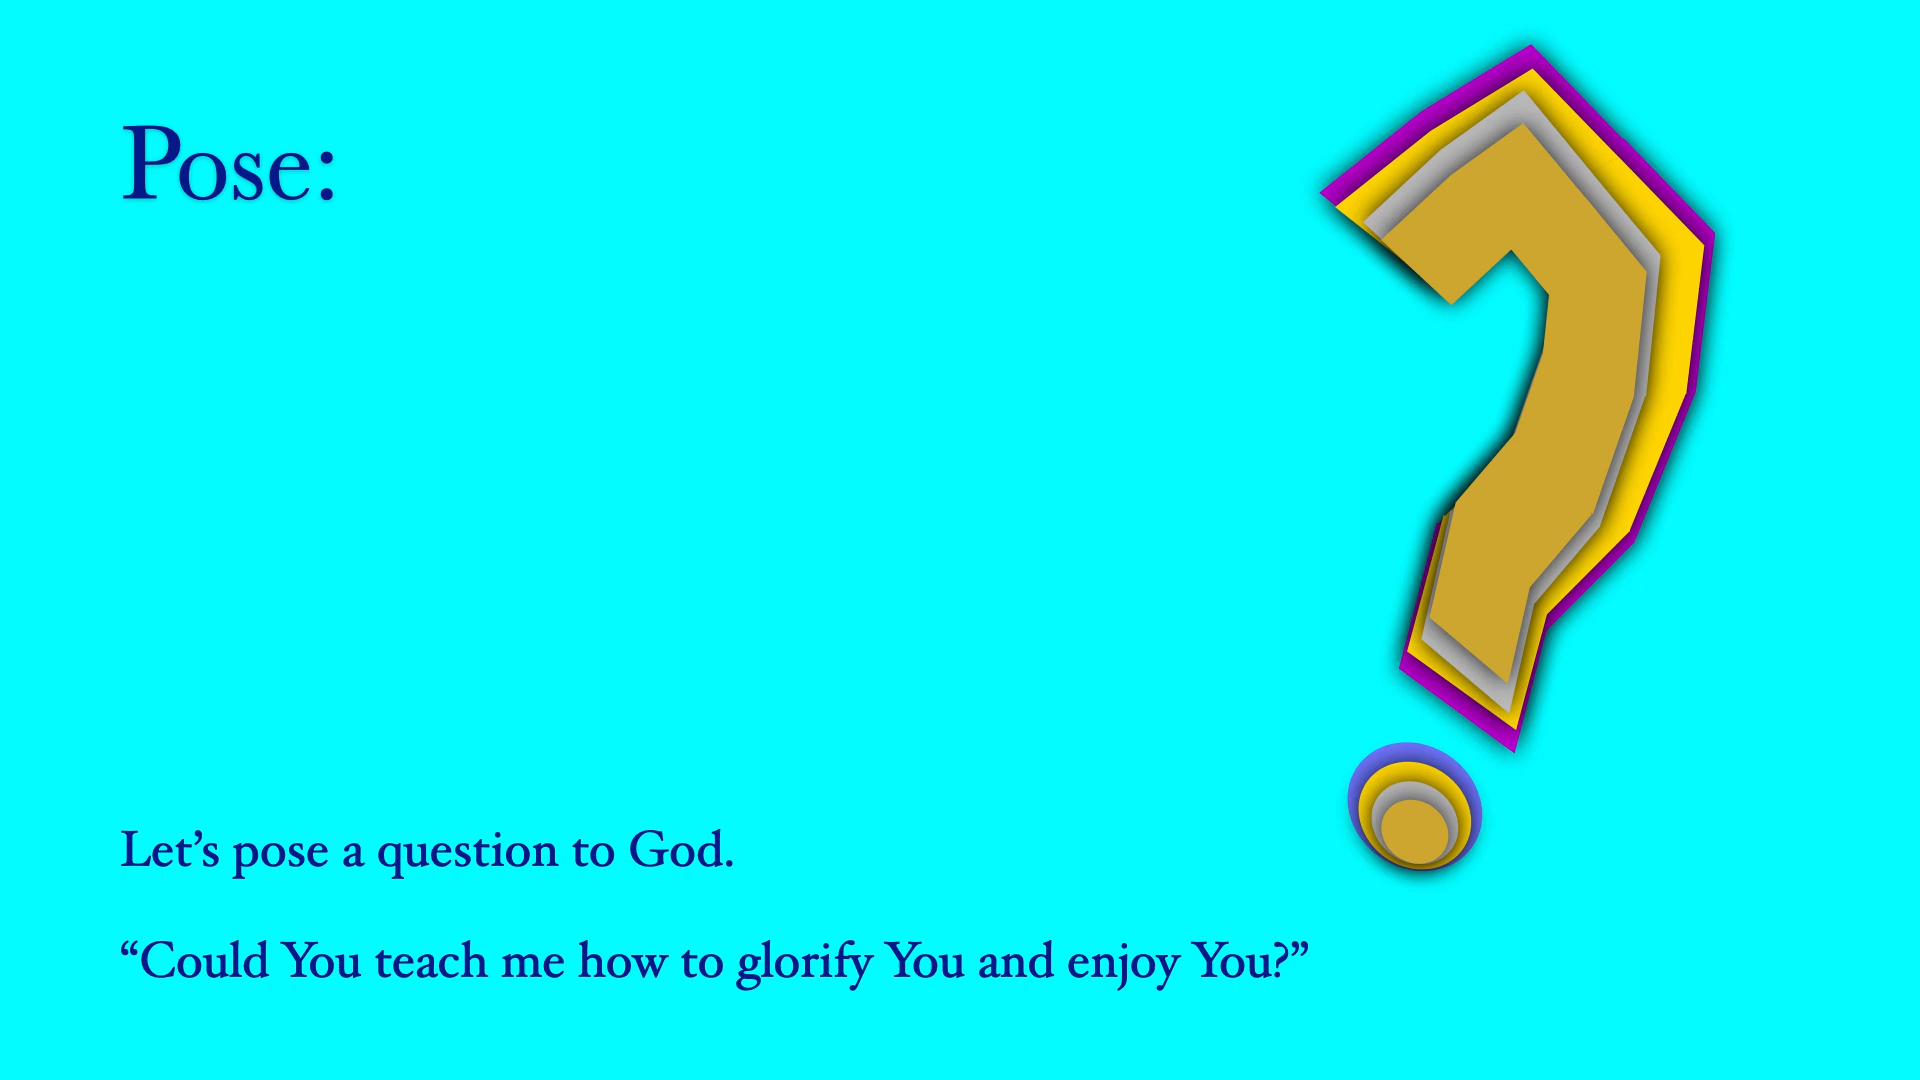 Pose:
Let’s pose a question to God.
“Could You teach me how to glorify You and enjoy You?”